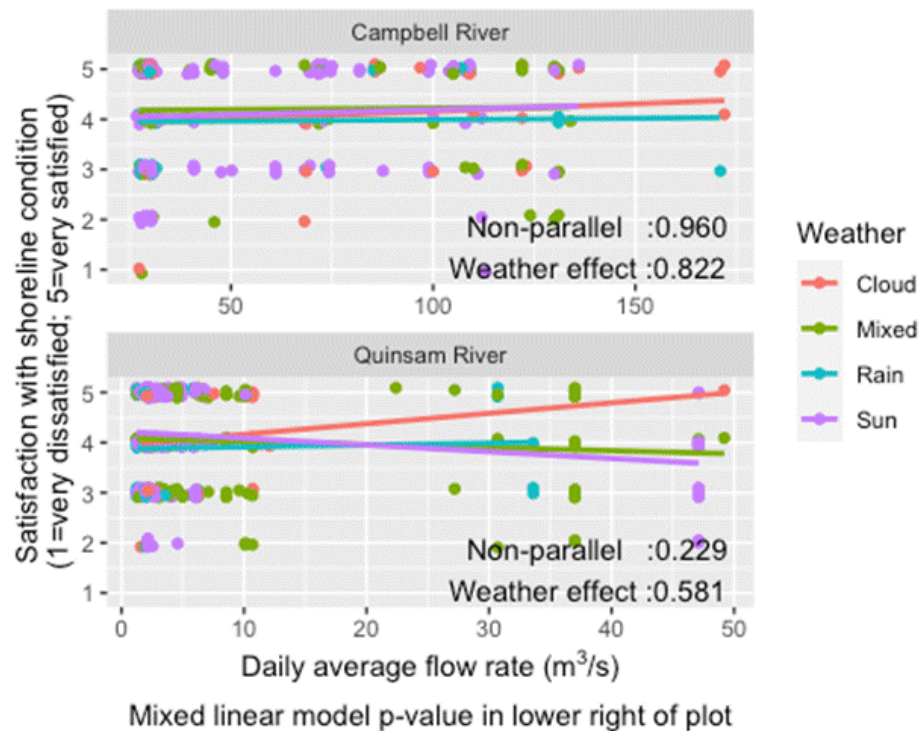 Campbell River
5
4
3
2
1
Non-parallel :0.960
Weather effect :0.822
50 100 150
Quinsam River
5
4
3
2
1
Non-parallel :0.229
Weather effect :0.581
0 10 20 30 40 50
Daily average flow rate (m³/s)
Mixed linear model p-value in lower right of plot
Satisfaction with shoreline condition
(1=very dissatisfied; 5=very satisfied)
Weather
Cloud
Mixed
Rain
Sun